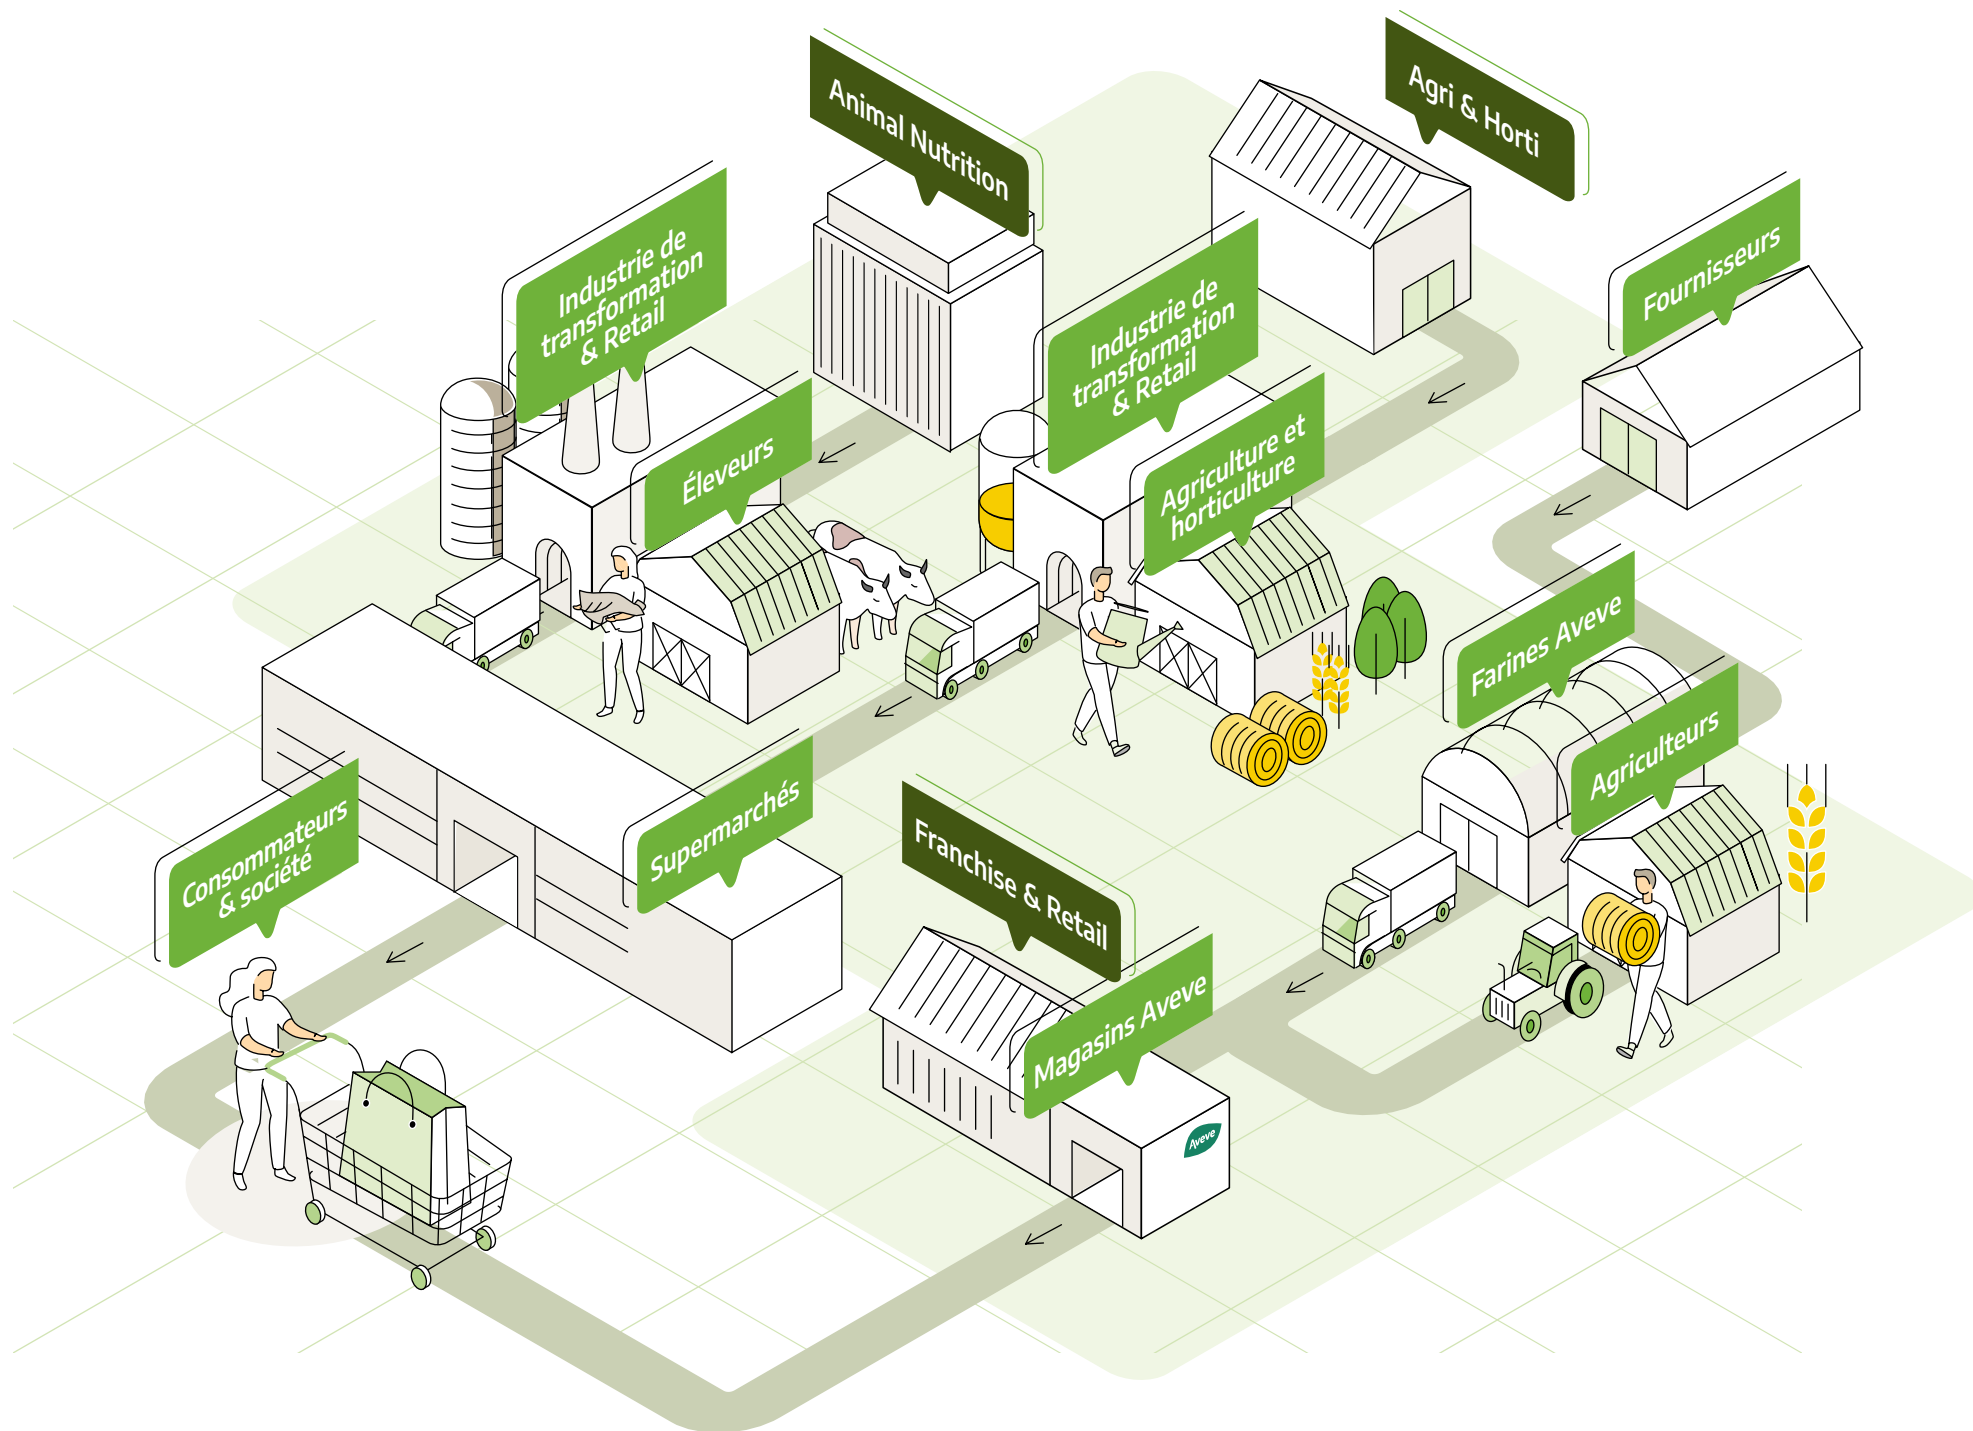 Animal Nutrition
Agri & Horti
Industrie de
transformation
& Retail
Industrie de
transformation
& Retail
Fournisseurs
Éleveurs
Agriculture et
horticulture
Farines Aveve
Agriculteurs
Consommateurs
& société
Supermarchés
Franchise & Retail
Magasins Aveve
Aveve